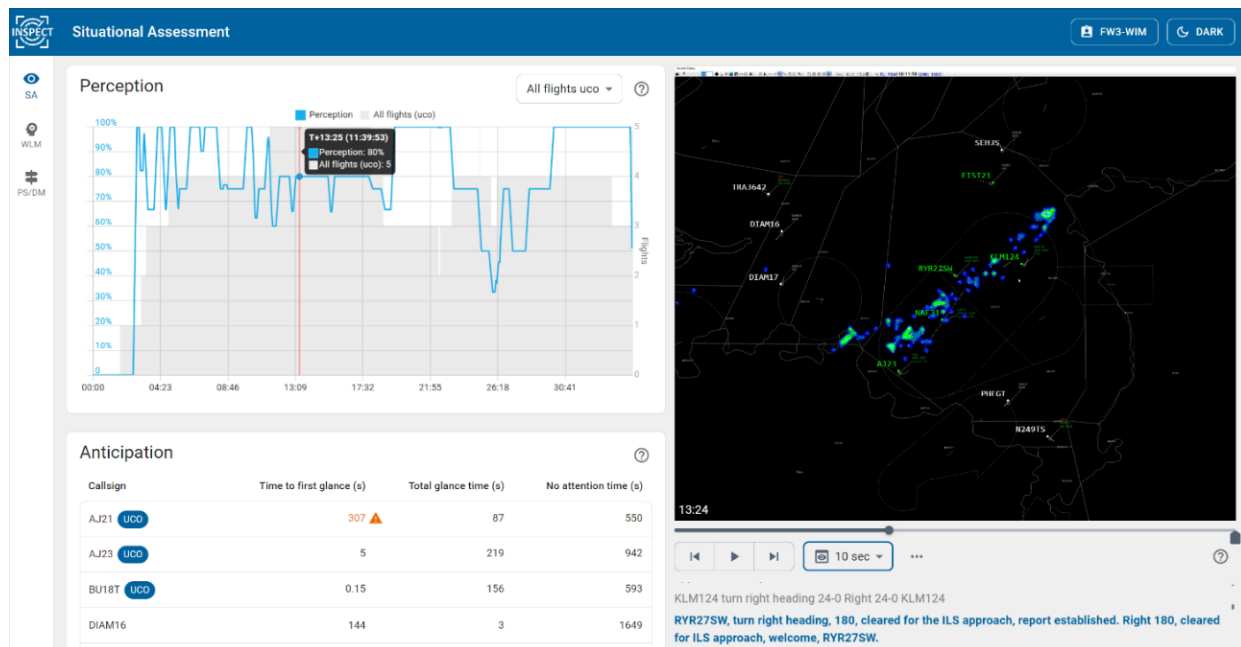 INSPECT
Situational Assessment
FW3-WIM
DARK
SA
WLM
PS/DM
Perception
All flights uco
Perception
All flights (uco)
100%
90%
80%
70%
60%
50%
40%
30%
20%
10%
0
5
4
3
2
1
0
Flights
T+13:25 (11:39:53)
Perception: 80%
All flights (uco): 5
00:00
04:23
08:46
13:09
17:32
21:55
26:18
30:41
Anticipation
Callsign Time to first glance (s) Total glance time (s) No attention time (s)
AJ21 UCO 307 87 550
AJ23 UCO 5 219 942
BU18T UCO 0.15 156 593
DIAM16 144 3 1649
SEHJS
FIST21
TRA3642
DIAM16
KLM124
RYR27SW
DIAM17
NAF31
AJ23
PHFGT
N249TS
13:24
10 sec
KLM124 turn right heading 24-0 Right 24-0 KLM124
RYR27SW, turn right heading, 180, cleared for the ILS approach, report established. Right 180, cleared
for ILS approach, welcome, RYR27SW.